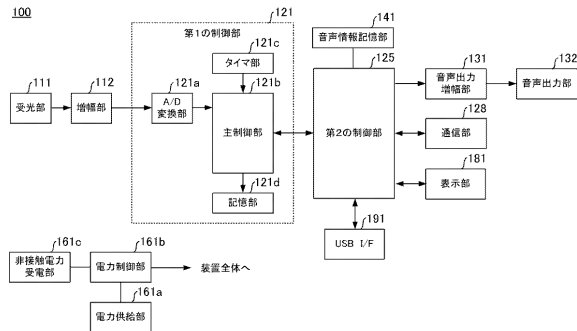 100
121
第1の制御部
121c
タイマ部
111
受光部
112
増幅部
121a
A/D
変換部
121b
主制御部
121d
記憶部
141
音声情報記憶部
125
第2の制御部
131
音声出力
増幅部
132
音声出力部
128
通信部
181
表示部
191
USB I/F
161c
非接触電力
受電部
161b
電力制御部
装置全体へ
161a
電力供給部